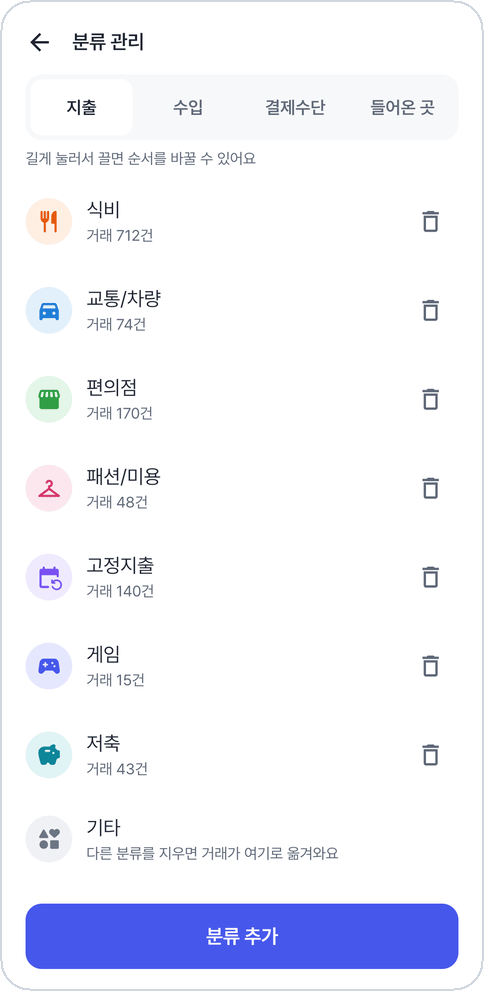 분류 관리
지출 수입 결제수단 들어온 곳
길게 눌러서 끌면 순서를 바꿀 수 있어요
식비
거래 712건
교통/차량
거래 74건
편의점
거래 170건
패션/미용
거래 48건
고정지출
거래 140건
게임
거래 15건
저축
거래 43건
기타
다른 분류를 지우면 거래가 여기로 옮겨와요
분류 추가